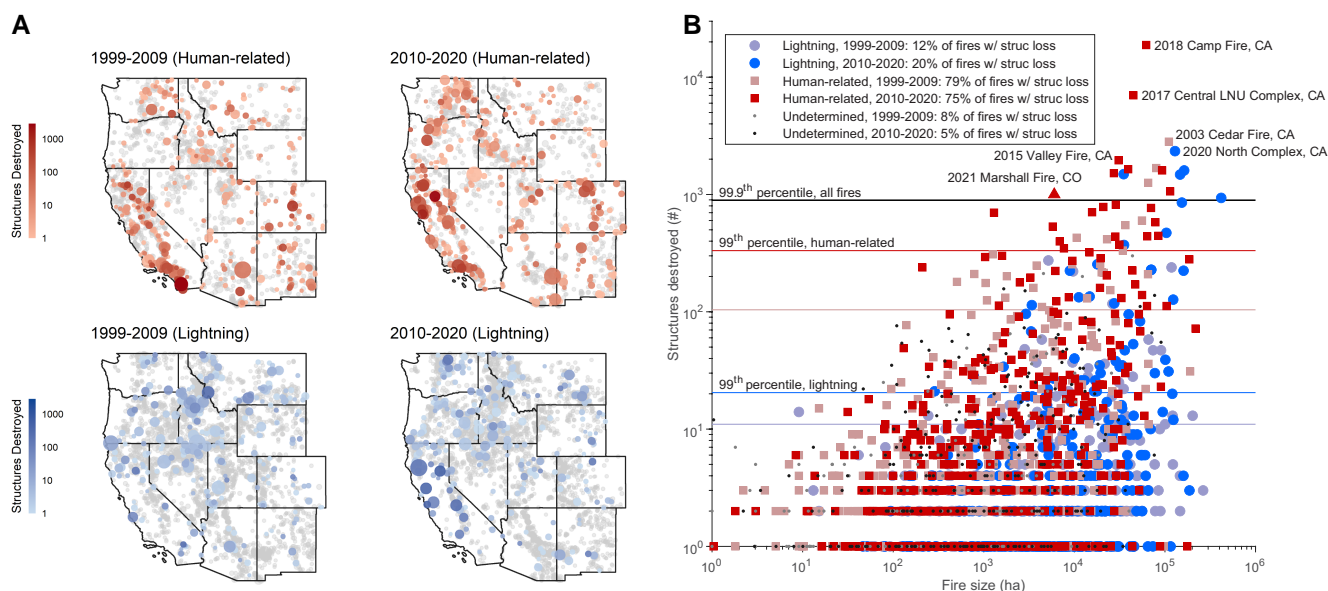 A
1999-2009 (Human-related)
2010-2020 (Human-related)
Structures Destroyed
1000
100
10
1
1999-2009 (Lightning)
2010-2020 (Lightning)
Structures Destroyed
1000
100
10
1
B
Lightning, 1999-2009: 12% of fires w/ struc loss
Lightning, 2010-2020: 20% of fires w/ struc loss
Human-related, 1999-2009: 79% of fires w/ struc loss
Human-related, 2010-2020: 75% of fires w/ struc loss
Undetermined, 1999-2009: 8% of fires w/ struc loss
Undetermined, 2010-2020: 5% of fires w/ struc loss
2018 Camp Fire, CA
2017 Central LNU Complex, CA
2003 Cedar Fire, CA
2020 North Complex, CA
2015 Valley Fire, CA
2021 Marshall Fire, CO
99.9th percentile, all fires
99th percentile, human-related
99th percentile, lightning
Structures destroyed (#)
10⁴
10³
10²
10¹
10⁰
10⁰ 10¹ 10² 10³ 10⁴ 10⁵ 10⁶
Fire size (ha)